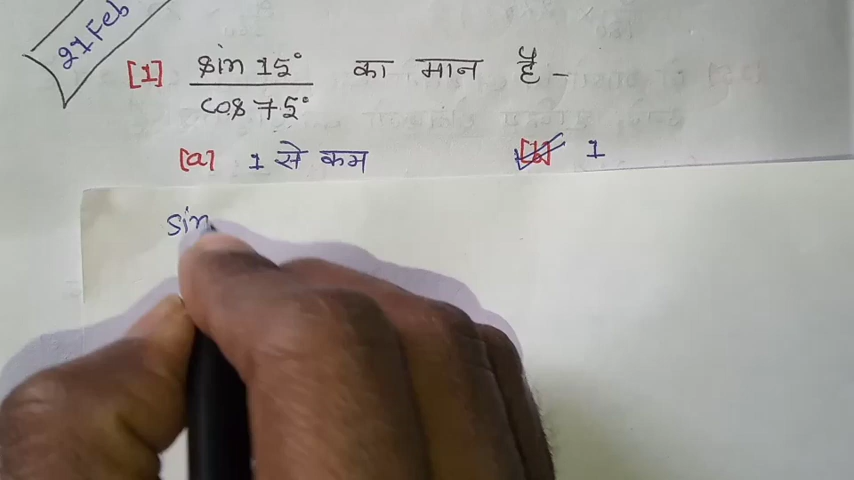 27 Feb
[1] sin 15° / cos 75° का मान है –
[a] 1 से कम [b] 1
sin